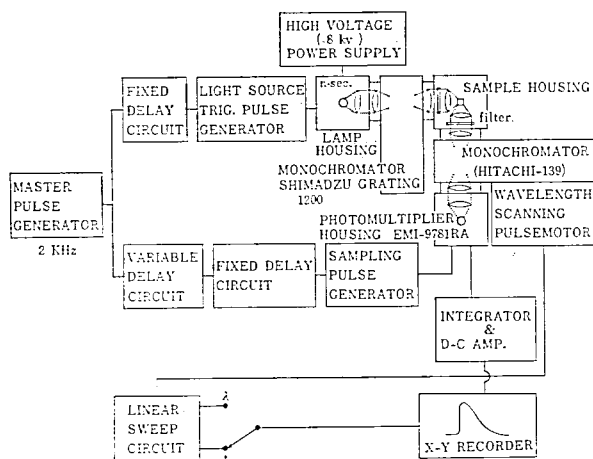 HIGH VOLTAGE
(8 kv)
POWER SUPPLY
FIXED
DELAY
CIRCUIT
LIGHT SOURCE
TRIG. PULSE
GENERATOR
n-sec.
LAMP
HOUSING
SAMPLE HOUSING
filter.
MONOCHROMATOR
SHIMADZU GRATING
1200
MONOCHROMATOR
(HITACHI-139)
MASTER
PULSE
GENERATOR
2 KHz
PHOTOMULTIPLIER
HOUSING EMI-9781RA
WAVELENGTH
SCANNING
PULSEMOTOR
VARIABLE
DELAY
CIRCUIT
FIXED DELAY
CIRCUIT
SAMPLING
PULSE
GENERATOR
INTEGRATOR
&
D-C AMP.
LINEAR
SWEEP
CIRCUIT
λ
t
X-Y RECORDER